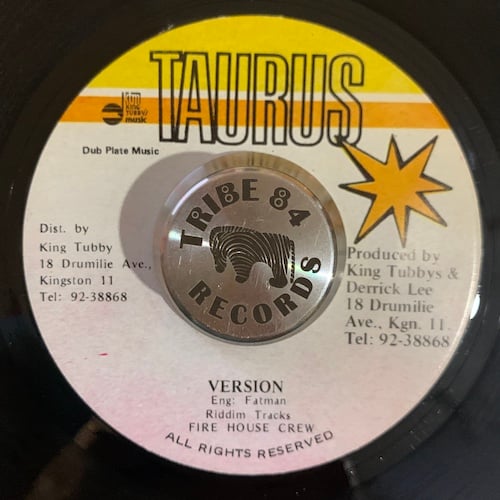 TAURUS
KING
TUBBYS
music
Dub Plate Music
Dist. by
King Tubby
18 Drumilie Ave.,
Kingston 11
Tel: 92-38868
TRIBE 84
RECORDS
Produced by
King Tubbys &
Derrick Lee
18 Drumilie
Ave., Kgn. 11.
Tel: 92-38868
VERSION
Eng: Fatman
Riddim Tracks
FIRE HOUSE CREW
ALL RIGHTS RESERVED